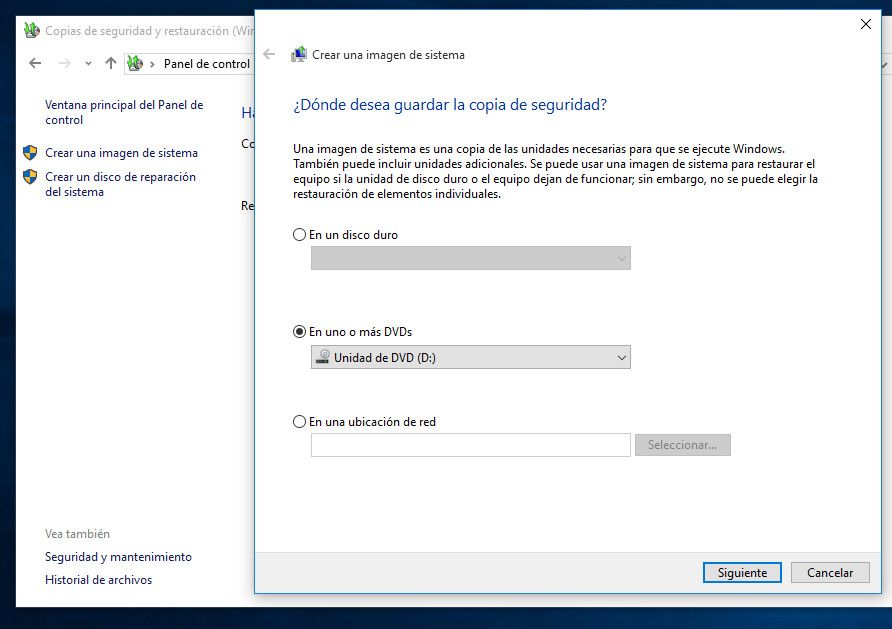 Copias de seguridad y restauración (Win
Panel de control
Ventana principal del Panel de
control
Crear una imagen de sistema
Crear un disco de reparación
del sistema
Vea también
Seguridad y mantenimiento
Historial de archivos
Ha
Co
Re
Crear una imagen de sistema
¿Dónde desea guardar la copia de seguridad?
Una imagen de sistema es una copia de las unidades necesarias para que se ejecute Windows.
También puede incluir unidades adicionales. Se puede usar una imagen de sistema para restaurar el
equipo si la unidad de disco duro o el equipo dejan de funcionar; sin embargo, no se puede elegir la
restauración de elementos individuales.
En un disco duro
En uno o más DVDs
Unidad de DVD (D:)
En una ubicación de red
Seleccionar...
Siguiente
Cancelar